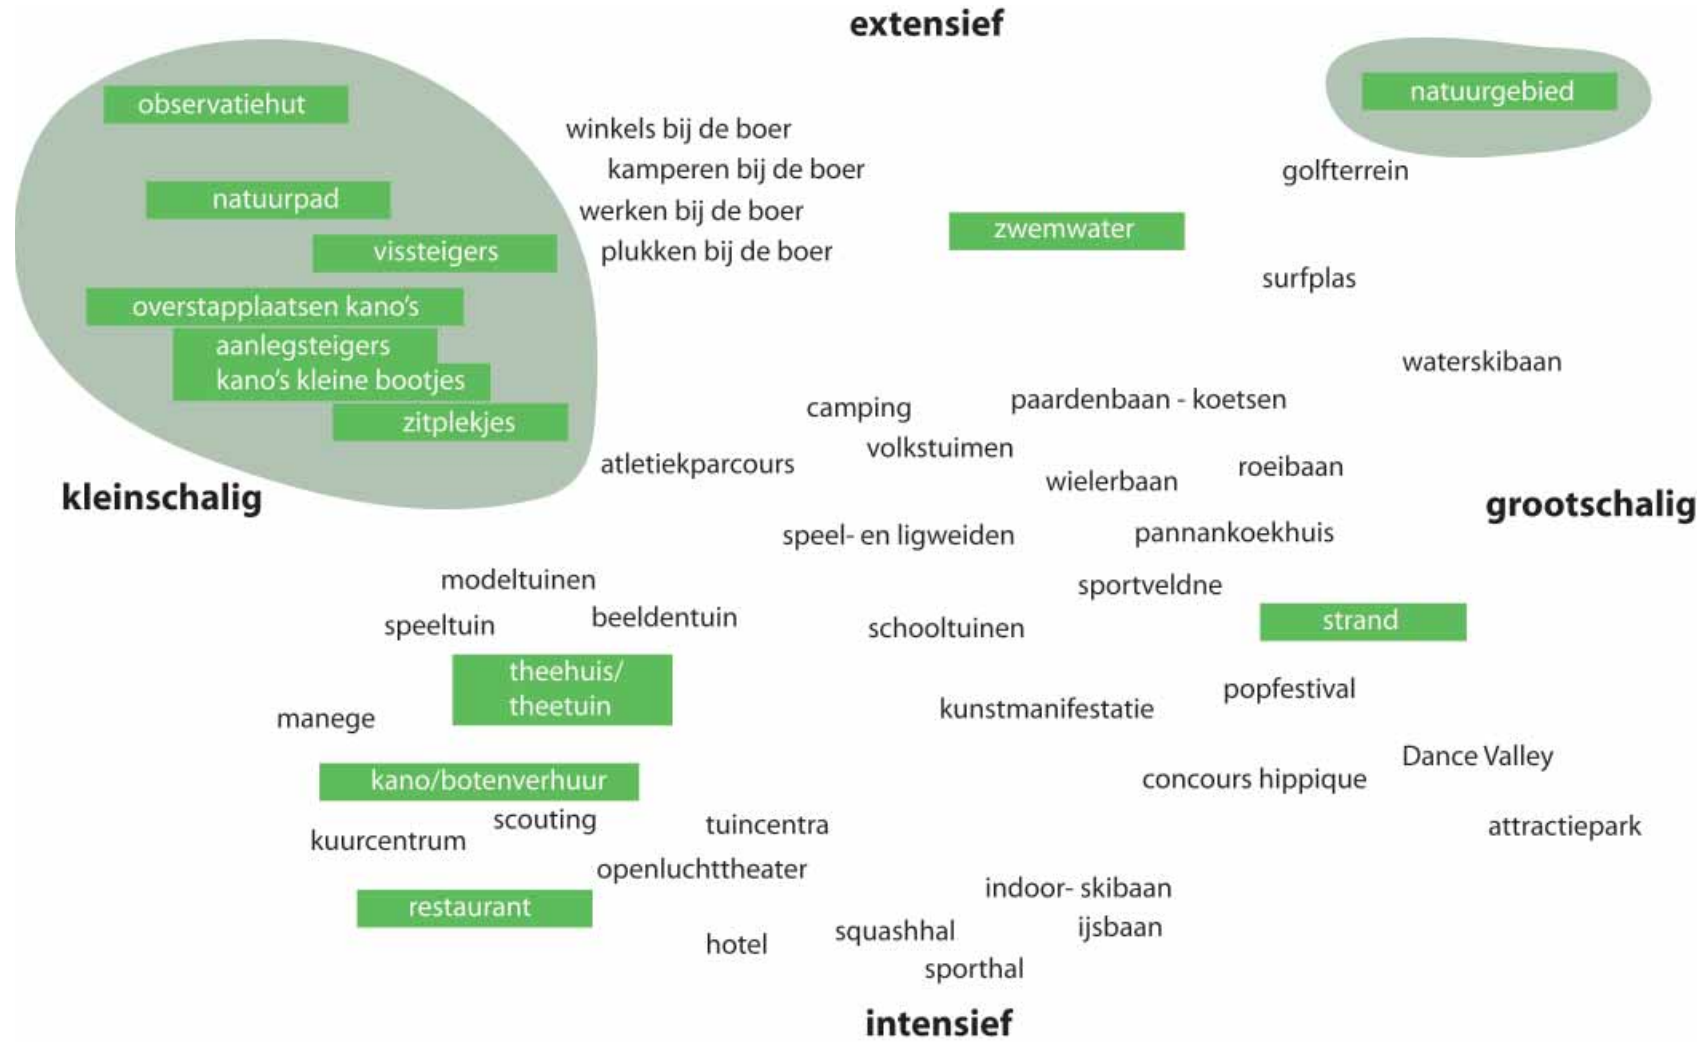 extensief
observatiehut
natuurgebied
winkels bij de boer
kamperen bij de boer
golfterrein
natuurpad
werken bij de boer
zwemwater
vissteigers
plukken bij de boer
surfplas
overstapplaatsen kano's
aanlegsteigers
kano's kleine bootjes
waterskibaan
zitplekjes
camping
paardenbaan - koetsen
volkstuimen
atletiekparcours
wielerbaan
roeibaan
kleinschalig
grootschalig
speel- en ligweiden
pannankoekhuis
modeltuinen
sportveldne
speeltuin
beeldentuin
schooltuinen
strand
theehuis/
theetuin
manege
kunstmanifestatie
popfestival
kano/botenverhuur
concours hippique
Dance Valley
scouting
kuurcentrum
tuincentra
attractiepark
openluchttheater
restaurant
indoor- skibaan
hotel
squashhal
ijsbaan
sporthal
intensief